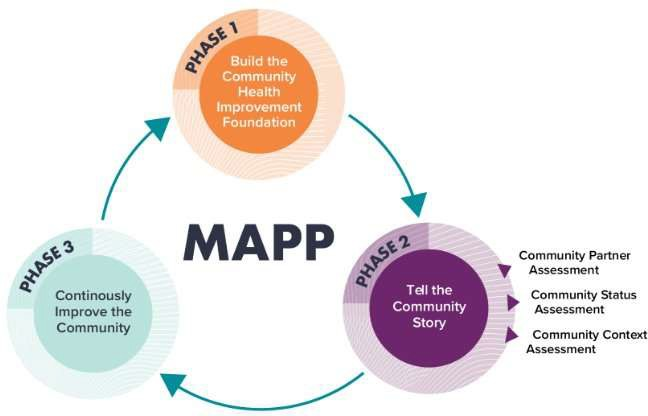 PHASE 1
Build the
Community
Health
Improvement
Foundation
MAPP
PHASE 2
Tell the
Community
Story
Community Partner
Assessment
Community Status
Assessment
Community Context
Assessment
PHASE 3
Continously
Improve the
Community